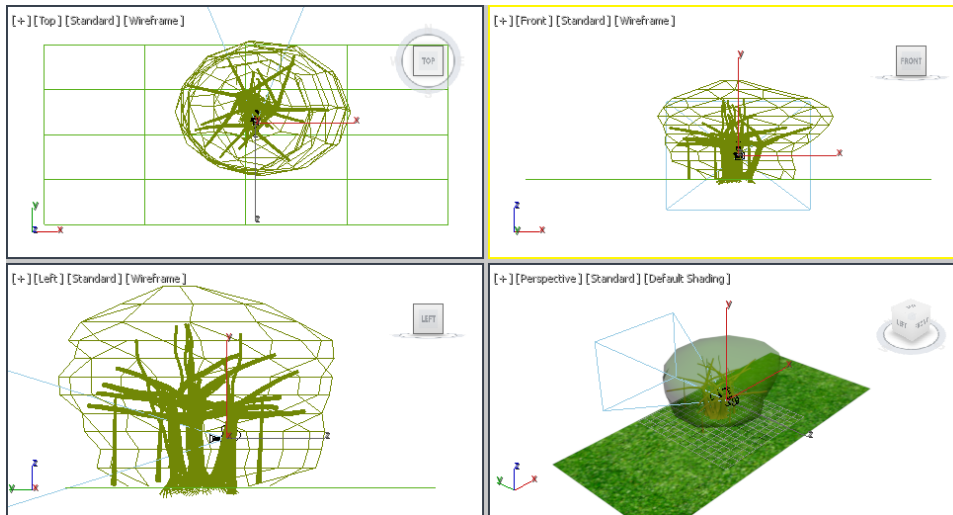 [+] [Top] [Standard] [Wireframe]
TOP
x
z
y
z
x
[+] [Front] [Standard] [Wireframe]
FRONT
y
x
z
y
x
[+] [Left] [Standard] [Wireframe]
LEFT
y
x
z
z
y
x
[+] [Perspective] [Standard] [Default Shading]
y
x
z
z
y
x